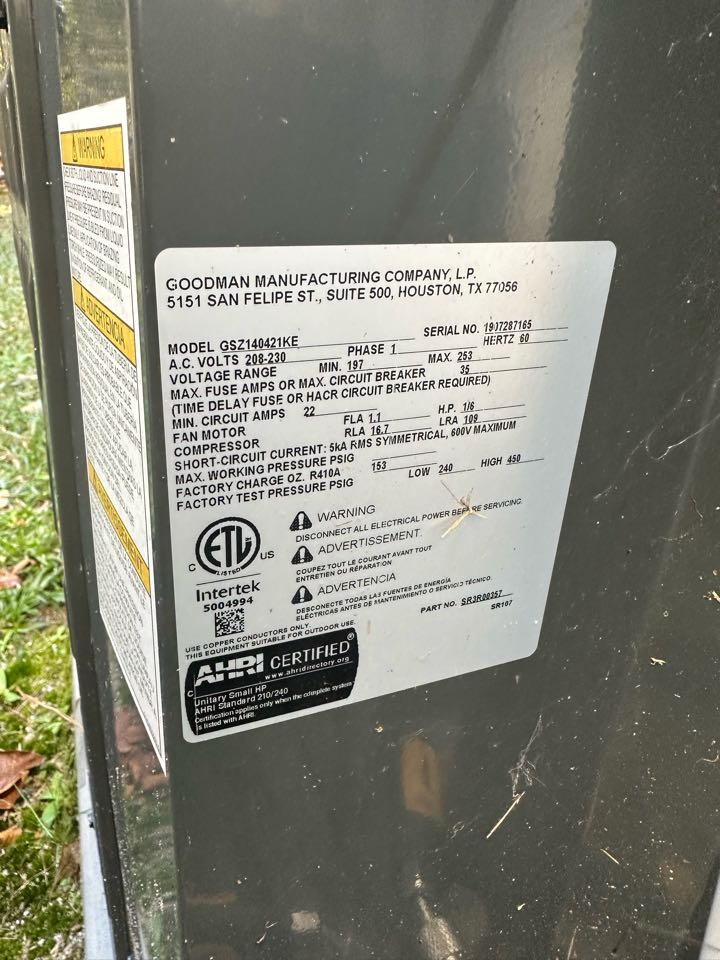 WARNING
GOODMAN MANUFACTURING COMPANY, L.P.
5151 SAN FELIPE ST., SUITE 500, HOUSTON, TX 77056
MODEL GSZ140421KE SERIAL NO. 1907287165
A.C. VOLTS 208-230 PHASE 1 HERTZ 60
VOLTAGE RANGE MIN. 197 MAX. 253
MAX. FUSE AMPS OR MAX. CIRCUIT BREAKER 35
(TIME DELAY FUSE OR HACR CIRCUIT BREAKER REQUIRED)
MIN. CIRCUIT AMPS 22
FAN MOTOR FLA 1.1 H.P. 1/6
COMPRESSOR RLA 16.7 LRA 109
SHORT-CIRCUIT CURRENT: 5kA RMS SYMMETRICAL, 600V MAXIMUM
MAX. WORKING PRESSURE PSIG
FACTORY CHARGE OZ. R410A 153
FACTORY TEST PRESSURE PSIG LOW 240 HIGH 450
WARNING
DISCONNECT ALL ELECTRICAL POWER BEFORE SERVICING.
ADVERTISSEMENT.
COUPEZ TOUT LE COURANT AVANT TOUT
ENTRETIEN OU RÉPARATION
ADVERTENCIA
DESCONECTE TODAS LAS FUENTES DE ENERGÍA
ELÉCTRICAS ANTES DE MANTENIMIENTO O SERVICIO TÉCNICO.
C ETL US
LISTED
Intertek
5004994
PART NO. SR3R00357
SR107
USE COPPER CONDUCTORS ONLY.
THIS EQUIPMENT SUITABLE FOR OUTDOOR USE.
AHRI CERTIFIED®
www.ahridirectory.org
Unitary Small HP
AHRI Standard 210/240
Certification applies only when the complete system
is listed with AHRI.
ADVERTENCIA